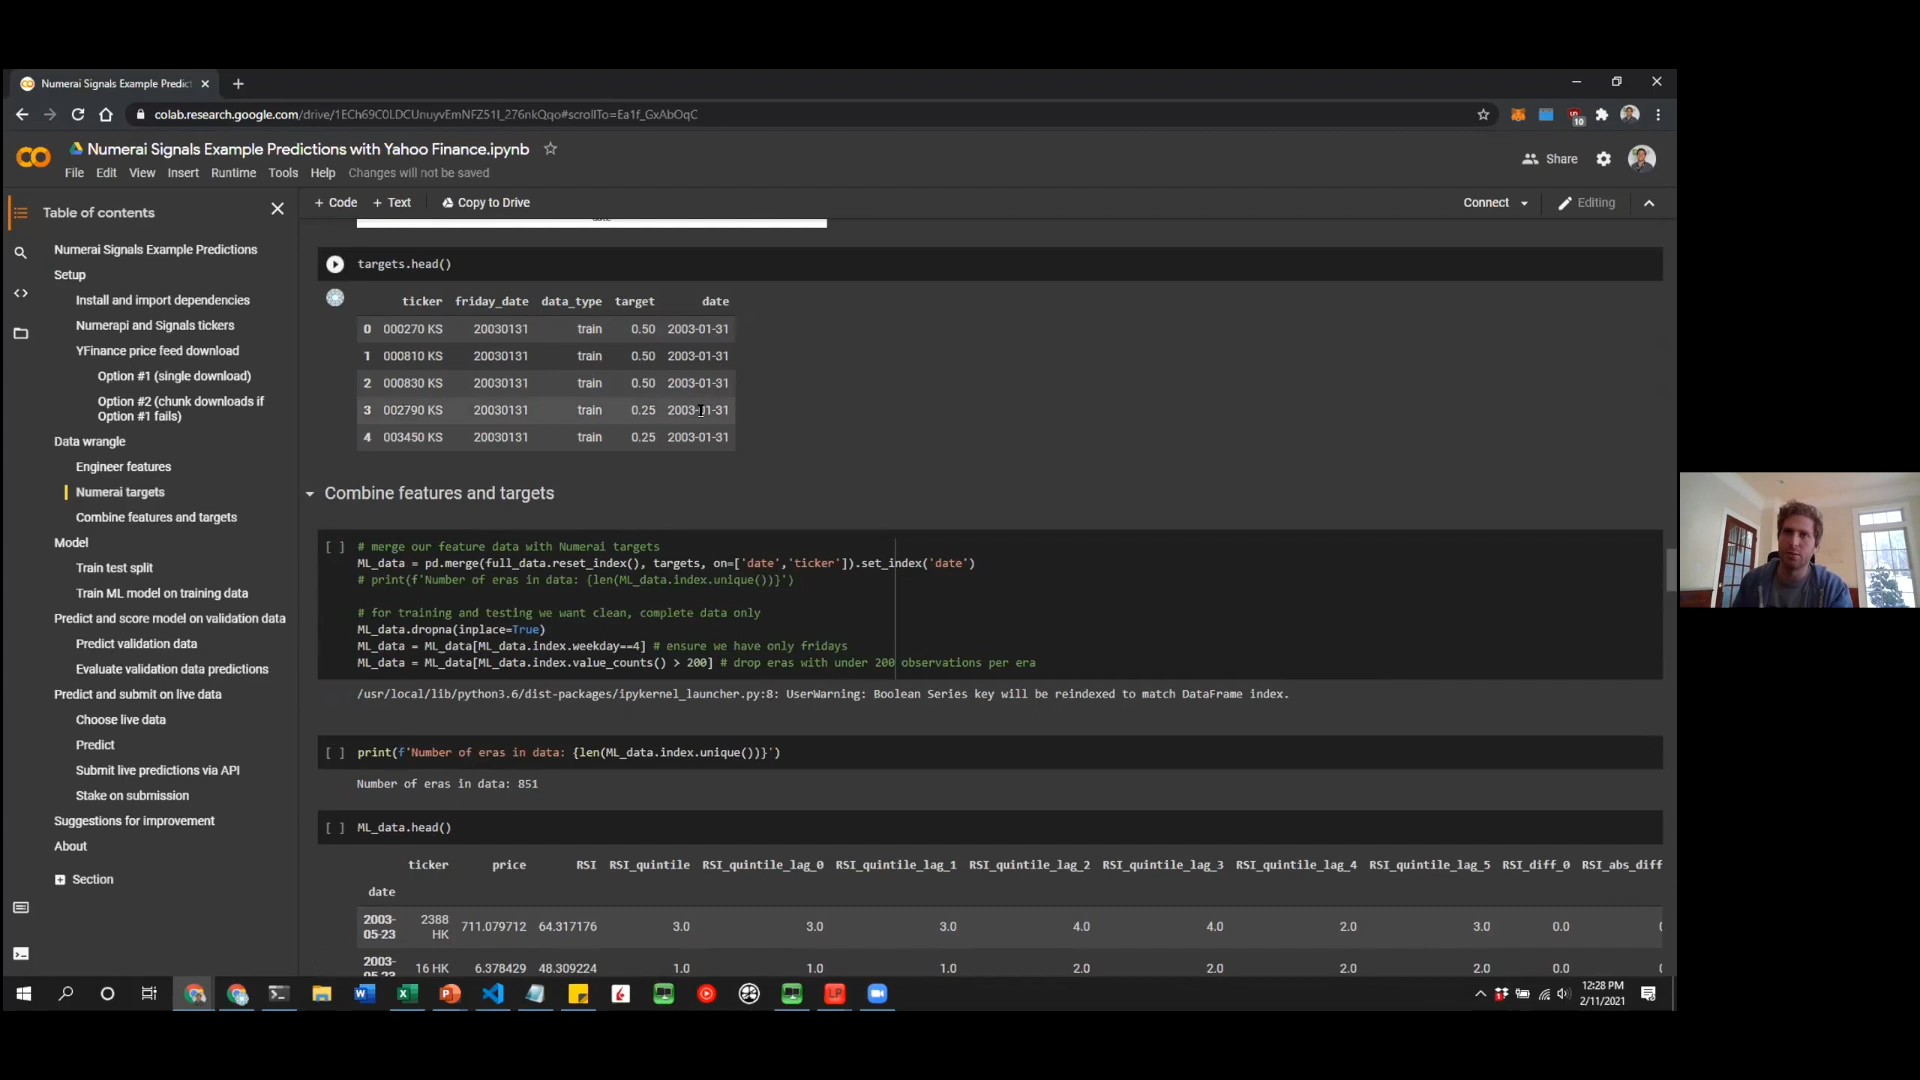 Numerai Signals Example Predic
colab.research.google.com/drive/1ECh69C0LDCUnuyvEmNFZ51I_276nkQqo#scrollTo=Ea1f_GxAbOqC
10
Numerai Signals Example Predictions with Yahoo Finance.ipynb
Share
File Edit View Insert Runtime Tools Help Changes will not be saved
Table of contents
+ Code + Text Copy to Drive
Connect
Editing
Numerai Signals Example Predictions
Setup
Install and import dependencies
Numerapi and Signals tickers
YFinance price feed download
Option #1 (single download)
Option #2 (chunk downloads if
Option #1 fails)
Data wrangle
Engineer features
Numerai targets
Combine features and targets
Model
Train test split
Train ML model on training data
Predict and score model on validation data
Predict validation data
Evaluate validation data predictions
Predict and submit on live data
Choose live data
Predict
Submit live predictions via API
Stake on submission
Suggestions for improvement
About
Section
date
targets.head()
ticker friday_date data_type target date
0 000270 KS 20030131 train 0.50 2003-01-31
1 000810 KS 20030131 train 0.50 2003-01-31
2 000830 KS 20030131 train 0.50 2003-01-31
3 002790 KS 20030131 train 0.25 2003-01-31
4 003450 KS 20030131 train 0.25 2003-01-31
Combine features and targets
[ ] # merge our feature data with Numerai targets
ML_data = pd.merge(full_data.reset_index(), targets, on=['date','ticker']).set_index('date')
# print(f'Number of eras in data: {len(ML_data.index.unique())}')
# for training and testing we want clean, complete data only
ML_data.dropna(inplace=True)
ML_data = ML_data[ML_data.index.weekday==4] # ensure we have only fridays
ML_data = ML_data[ML_data.index.value_counts() > 200] # drop eras with under 200 observations per era
/usr/local/lib/python3.6/dist-packages/ipykernel_launcher.py:8: UserWarning: Boolean Series key will be reindexed to match DataFrame index.
[ ] print(f'Number of eras in data: {len(ML_data.index.unique())}')
Number of eras in data: 851
[ ] ML_data.head()
ticker price RSI RSI_quintile RSI_quintile_lag_0 RSI_quintile_lag_1 RSI_quintile_lag_2 RSI_quintile_lag_3 RSI_quintile_lag_4 RSI_quintile_lag_5 RSI_diff_0 RSI_abs_diff
date
2003-05-23 2388 HK 711.079712 64.317176 3.0 3.0 3.0 4.0 4.0 2.0 3.0 0.0
2003-05-23 16 HK 6.378429 48.309224 1.0 1.0 1.0 2.0 2.0 2.0 2.0 0.0
12:28 PM
2/11/2021